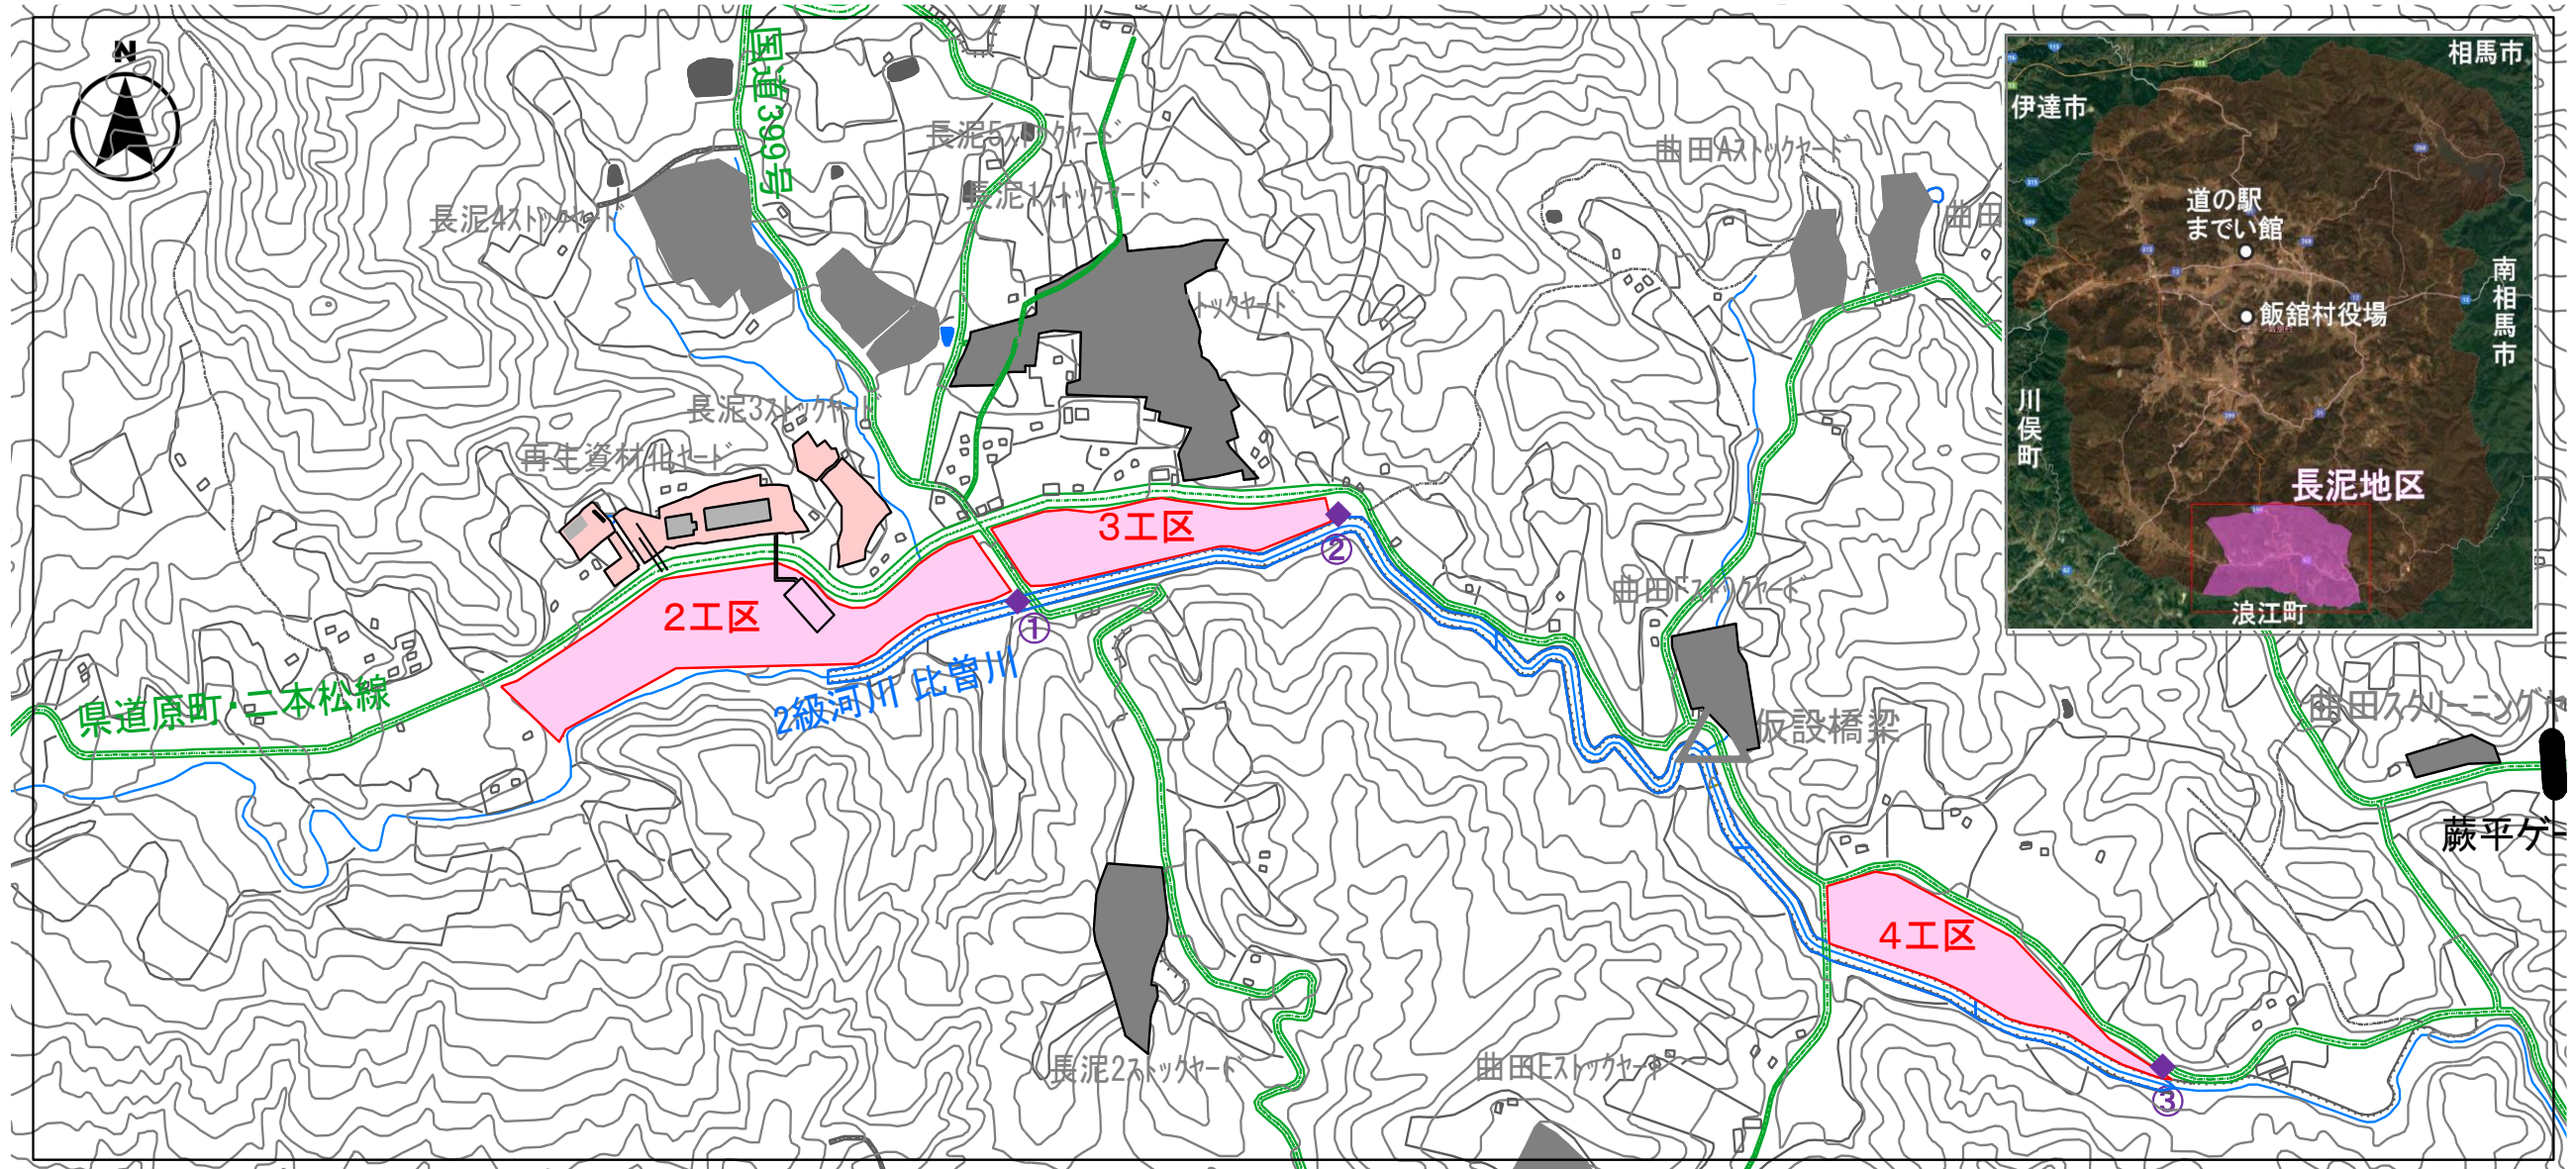 N
国道399号
長泥5ストックヤード
長泥1ストックヤード
長泥4ストックヤード
曲田Aストックヤード
曲田
トックヤード
長泥3ストックヤード
再生資材化ヤード
3工区
②
2工区
①
曲田Fストックヤード
県道原町・二本松線
2級河川 比曽川
仮設橋梁
曲田スクリーニングヤ
蕨平ゲー
4工区
長泥2ストックヤード
曲田Eストックヤード
③
相馬市
伊達市
道の駅
までい館
南相馬市
飯舘村役場
川俣町
長泥地区
浪江町